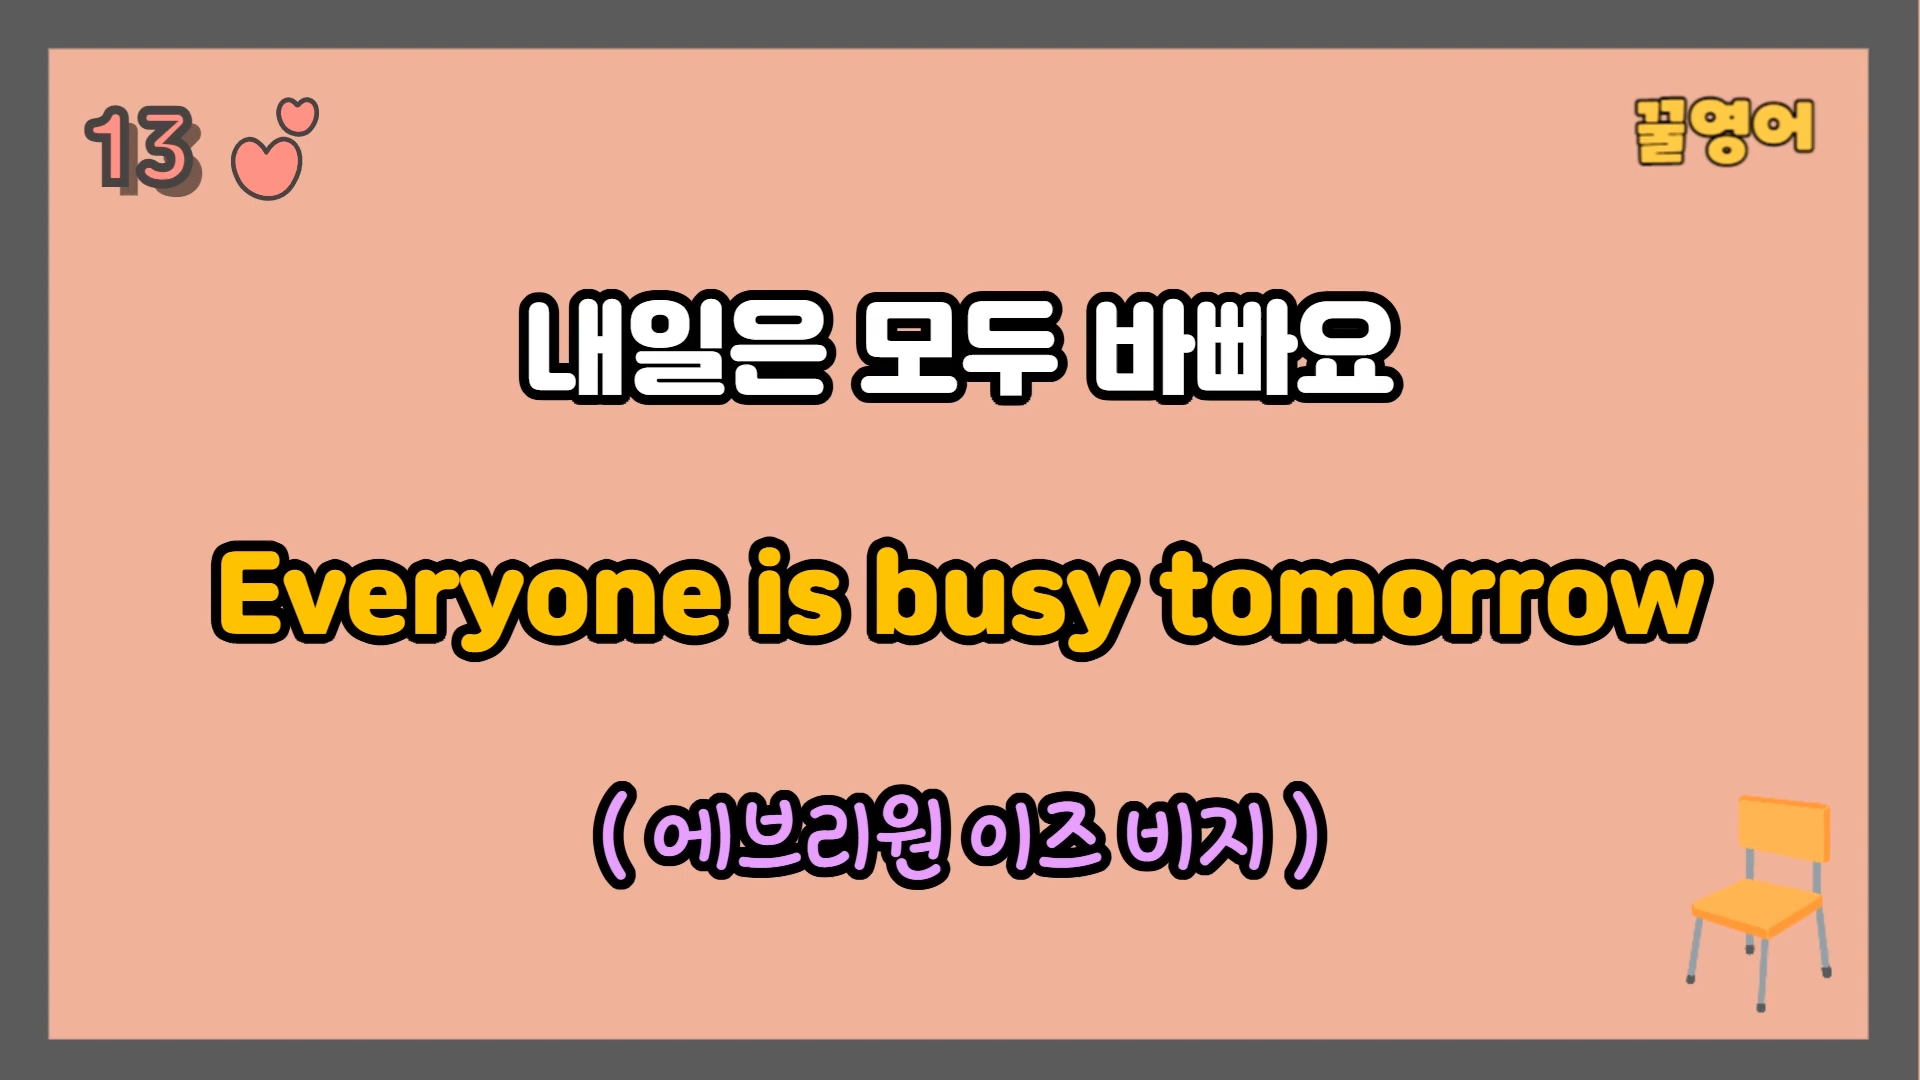 13
꿀영어
내일은 모두 바빠요
Everyone is busy tomorrow
( 에브리원 이즈 비지 )